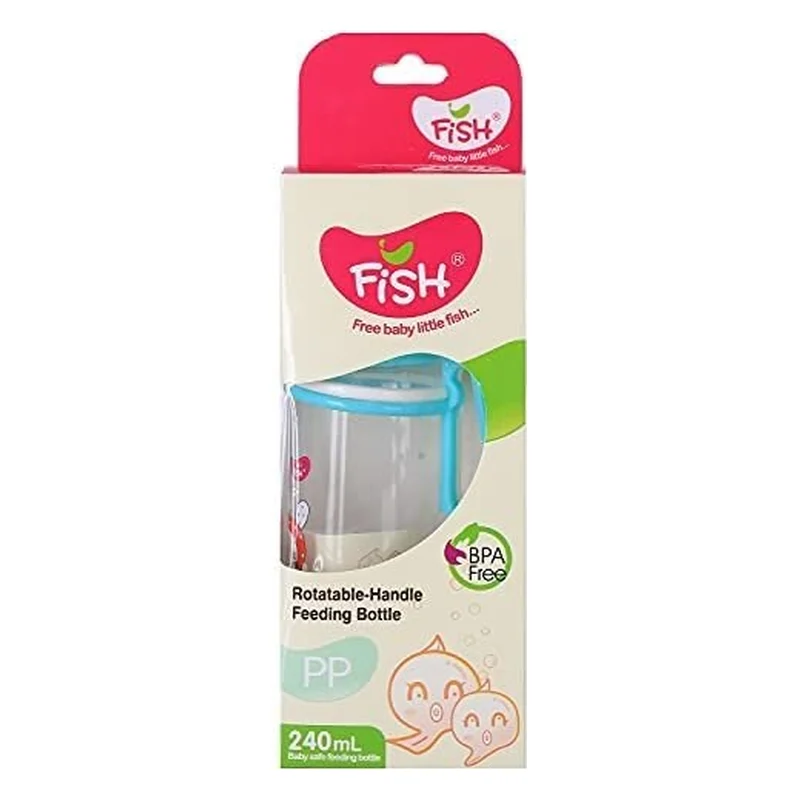 FiSH®
Free baby little fish...
FiSH®
Free baby little fish...
BPA
Free
Rotatable-Handle
Feeding Bottle
PP
240mL
Baby safe feeding bottle